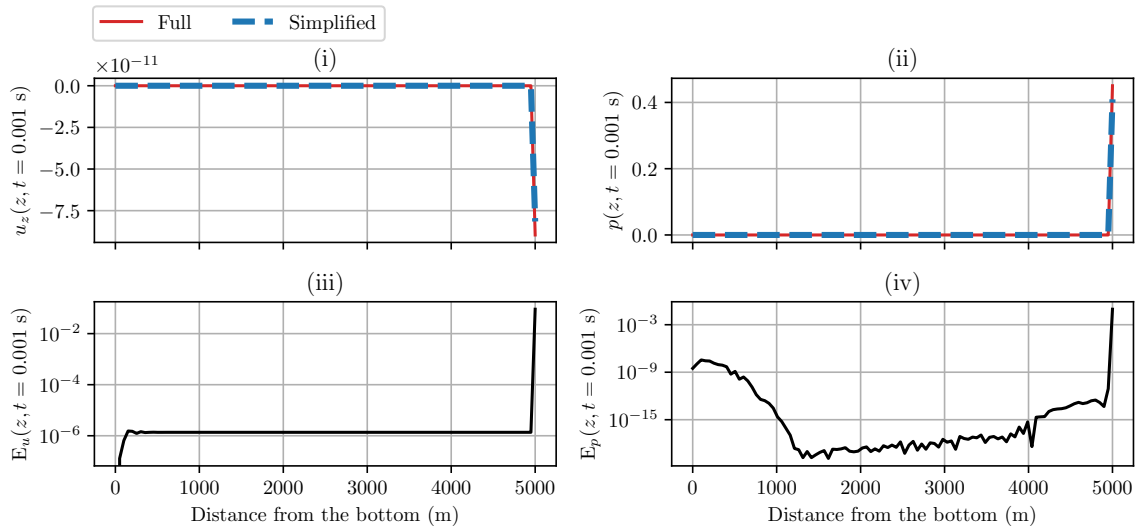 Full Simplified
(i)
×10⁻¹¹
0.0
−2.5
−5.0
−7.5
u_z(z, t = 0.001 s)
(ii)
0.4
0.2
0.0
p(z, t = 0.001 s)
(iii)
10⁻²
10⁻⁴
10⁻⁶
E_u(z, t = 0.001 s)
0 1000 2000 3000 4000 5000
Distance from the bottom (m)
(iv)
10⁻³
10⁻⁹
10⁻¹⁵
E_p(z, t = 0.001 s)
0 1000 2000 3000 4000 5000
Distance from the bottom (m)